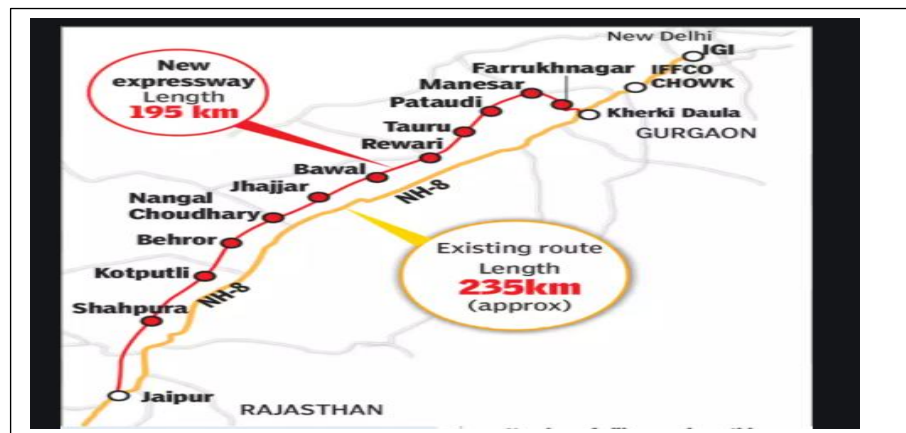 New Delhi
IGI
IFFCO
CHOWK
Farrukhnagar
Manesar
Kherki Daula
GURGAON
Pataudi
Tauru
Rewari
Bawal
Jhajjar
Nangal
Choudhary
Behror
Kotputli
Shahpura
Jaipur
RAJASTHAN
New
expressway
Length
195 km
NH-8
NH-8
Existing route
Length
235km
(approx)